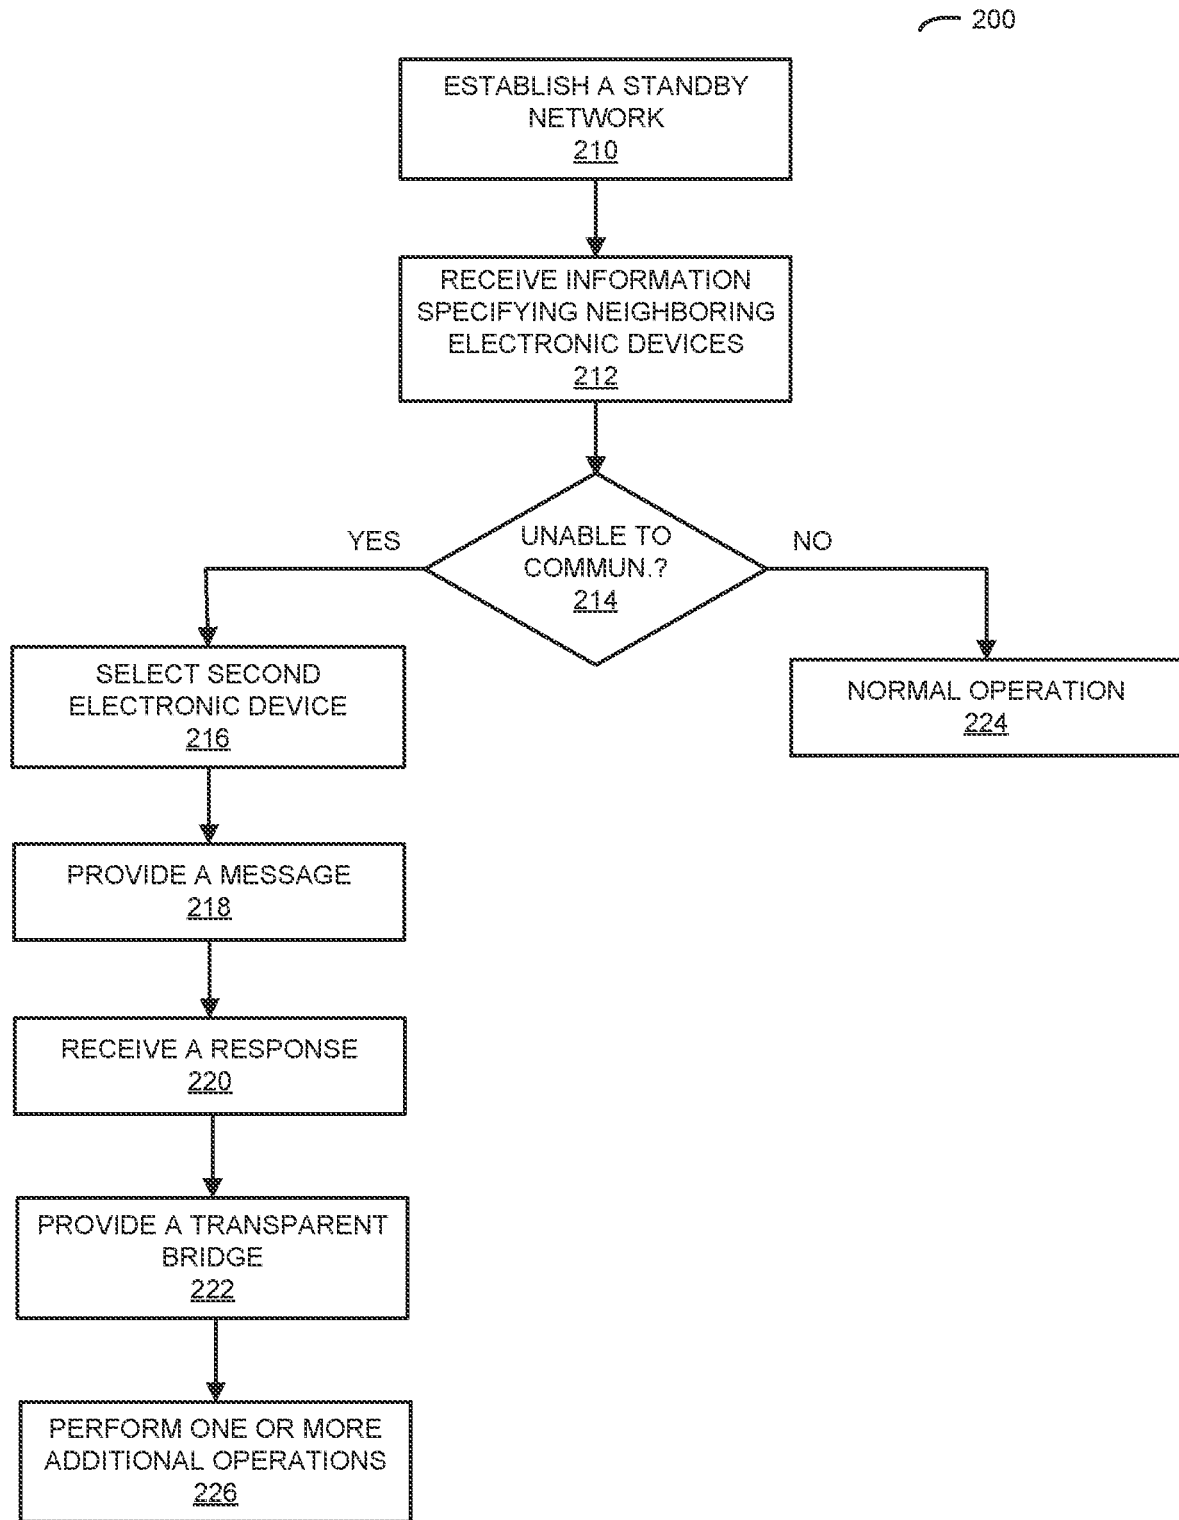 200
ESTABLISH A STANDBY
NETWORK
210
RECEIVE INFORMATION
SPECIFYING NEIGHBORING
ELECTRONIC DEVICES
212
UNABLE TO
COMMUN.?
214
YES
NO
SELECT SECOND
ELECTRONIC DEVICE
216
NORMAL OPERATION
224
PROVIDE A MESSAGE
218
RECEIVE A RESPONSE
220
PROVIDE A TRANSPARENT
BRIDGE
222
PERFORM ONE OR MORE
ADDITIONAL OPERATIONS
226